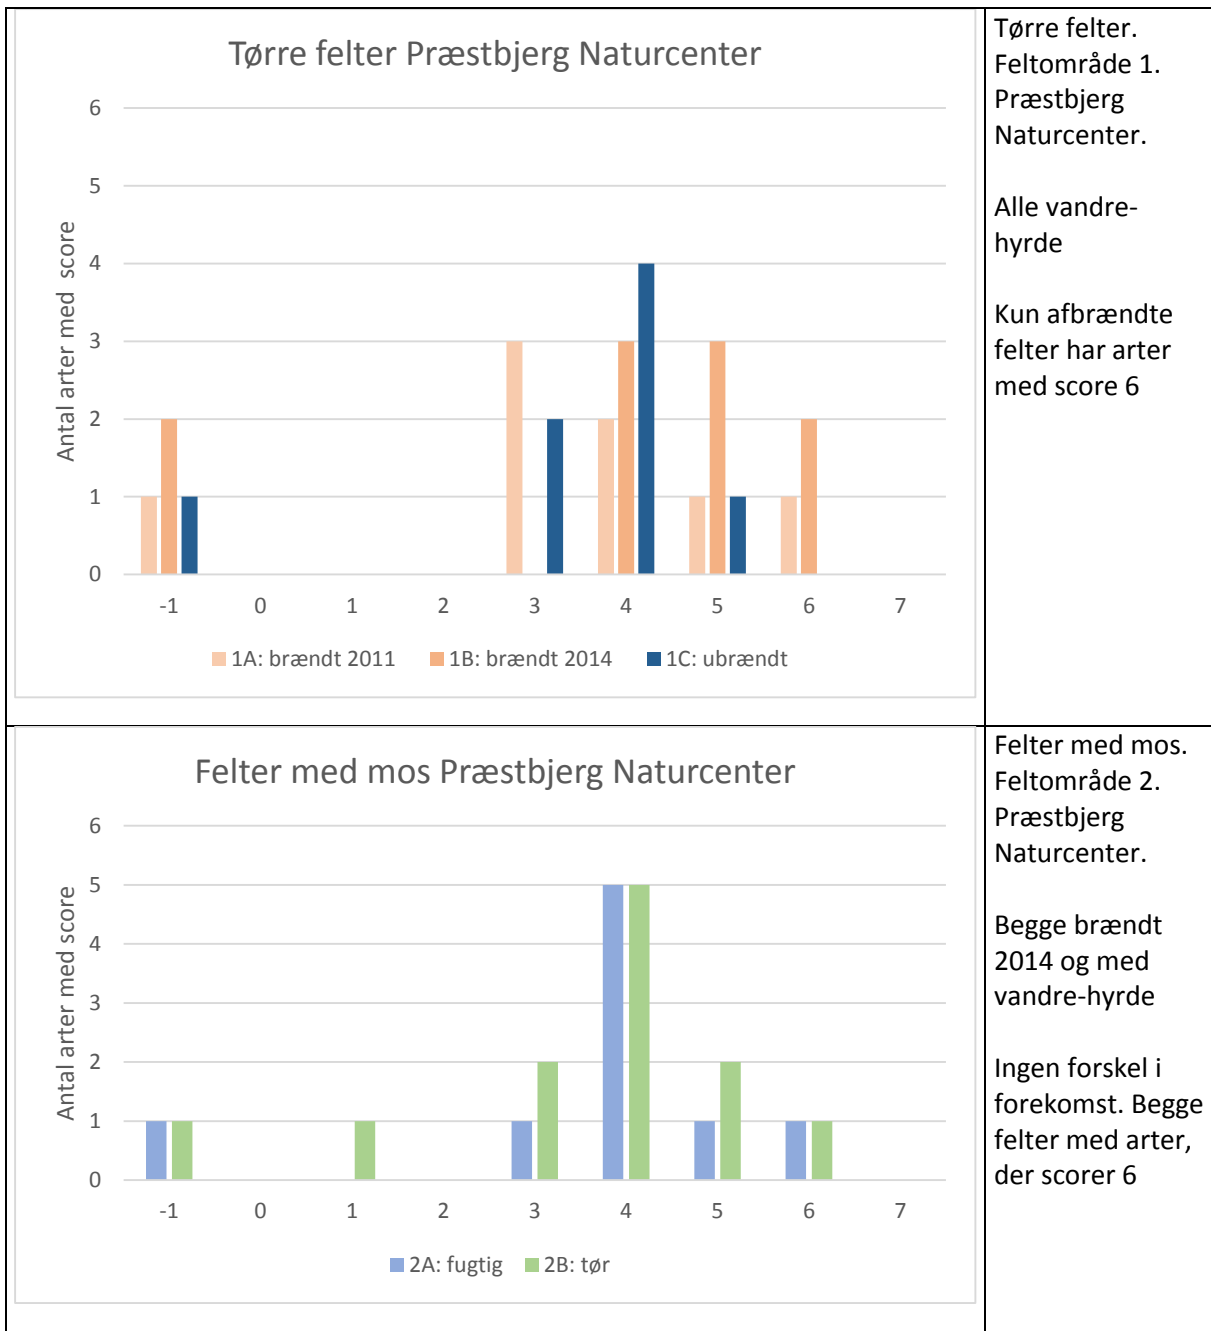 Tørre felter Præstbjerg Naturcenter
Antal arter med score
6
5
4
3
2
1
0
-1 0 1 2 3 4 5 6 7
1A: brændt 2011 1B: brændt 2014 1C: ubrændt
Tørre felter.
Feltområde 1.
Præstbjerg
Naturcenter.
Alle vandre-
hyrde
Kun afbrændte
felter har arter
med score 6
Felter med mos Præstbjerg Naturcenter
Antal arter med score
6
5
4
3
2
1
0
-1 0 1 2 3 4 5 6 7
2A: fugtig 2B: tør
Felter med mos.
Feltområde 2.
Præstbjerg
Naturcenter.
Begge brændt
2014 og med
vandre-hyrde
Ingen forskel i
forekomst. Begge
felter med arter,
der scorer 6